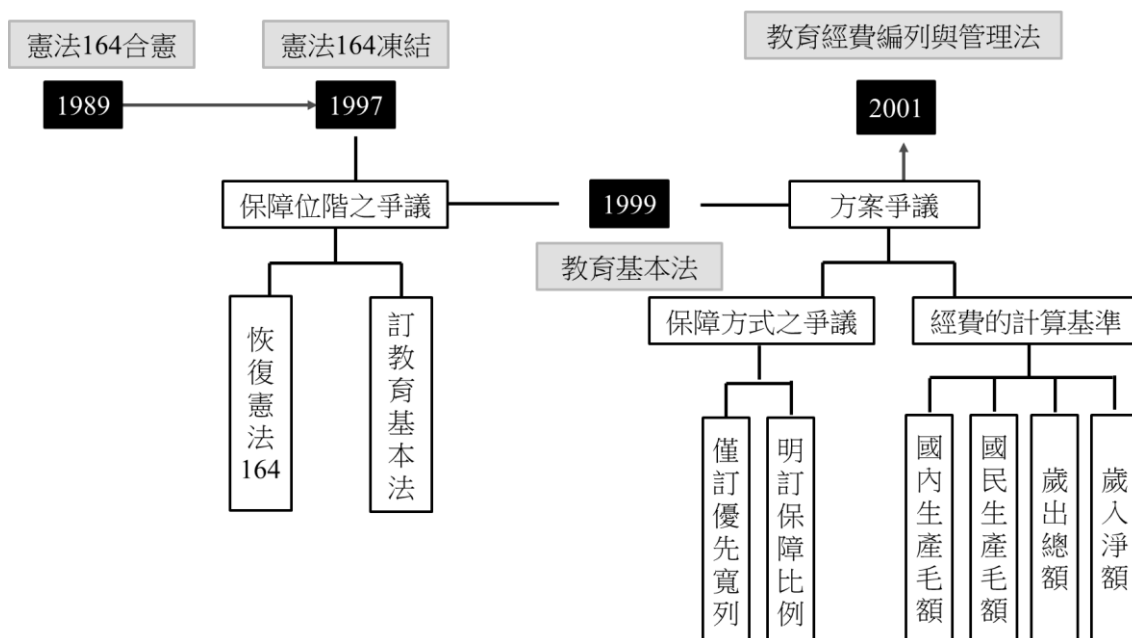 憲法164合憲
憲法164凍結
教育經費編列與管理法
1989
1997
2001
保障位階之爭議
1999
方案爭議
教育基本法
恢復憲法164
訂教育基本法
保障方式之爭議
經費的計算基準
僅訂優先寬列
明訂保障比例
國內生產毛額
國民生產毛額
歲出總額
歲入淨額